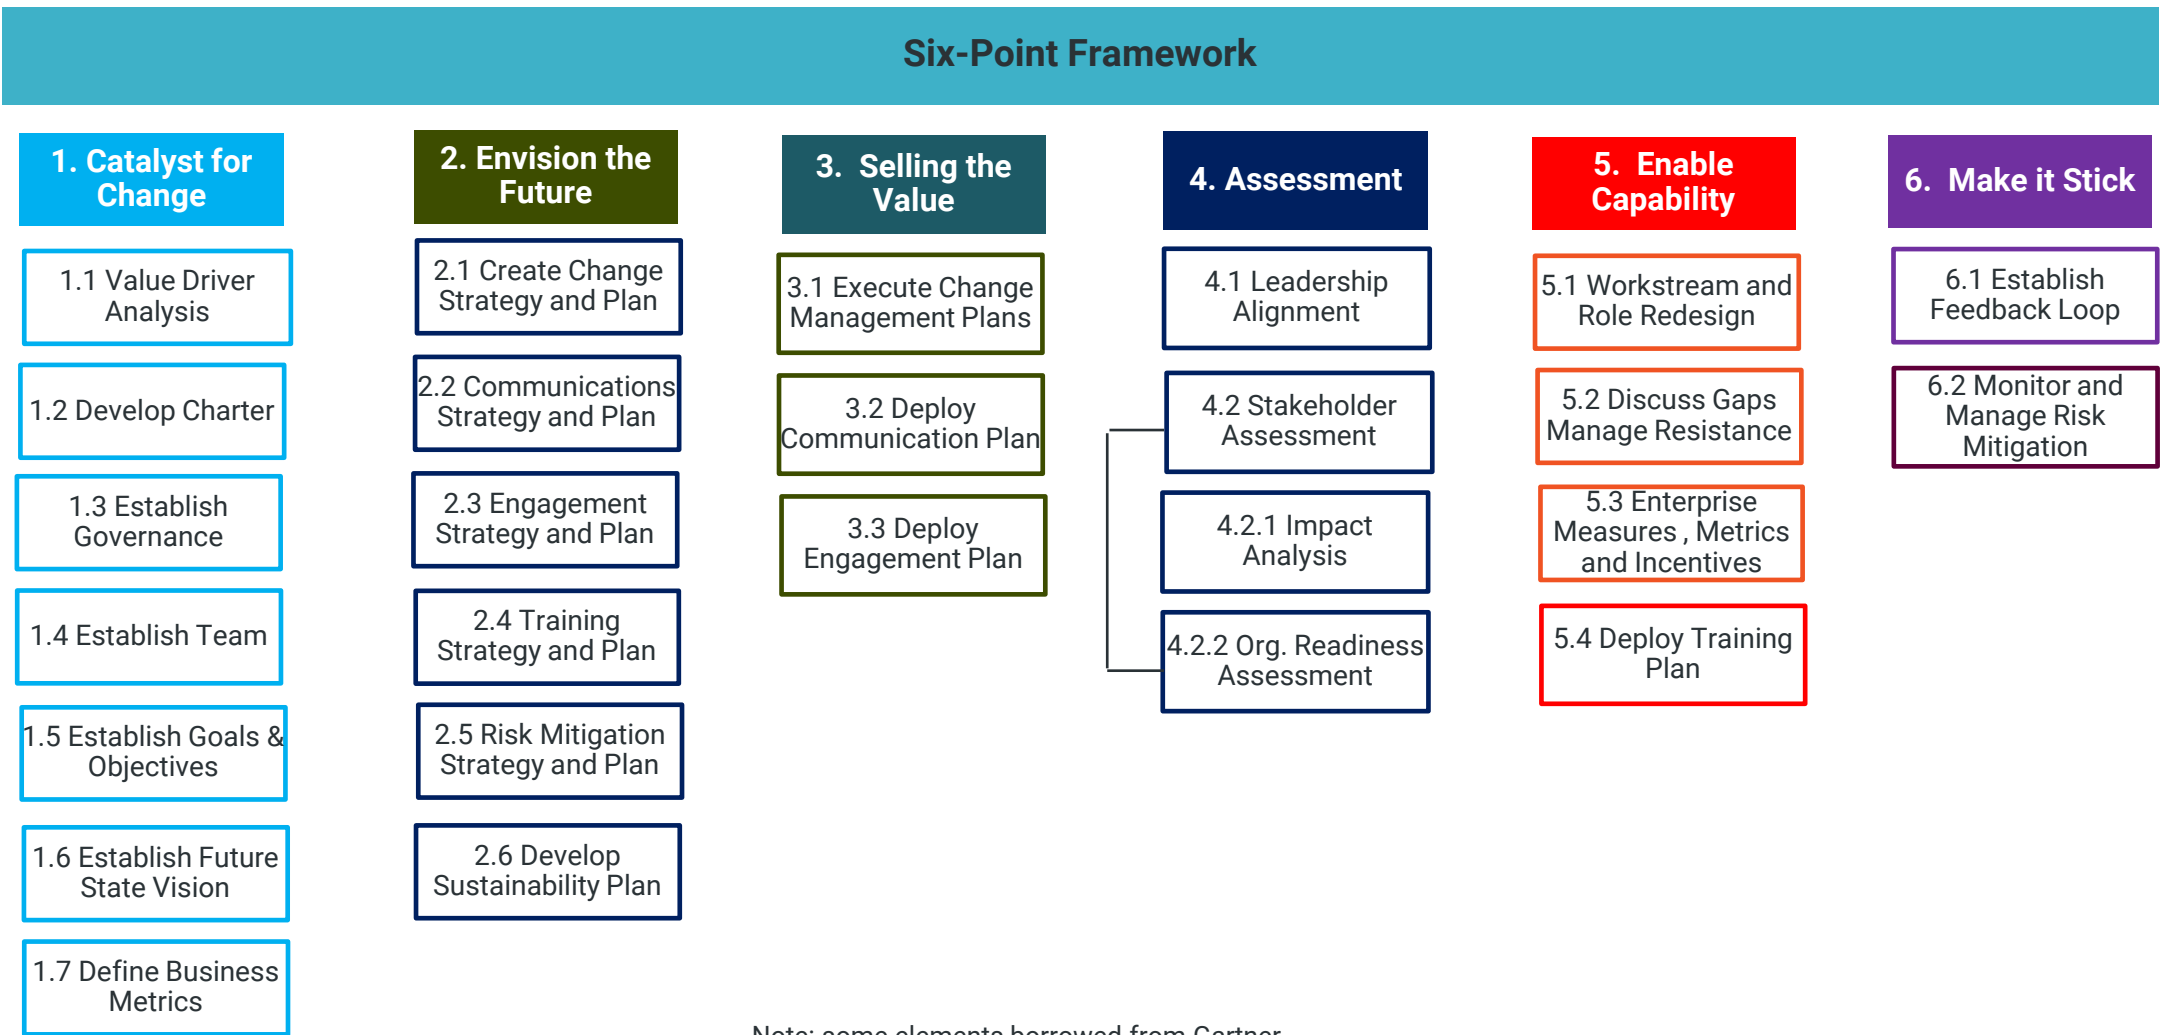 Six-Point Framework
1. Catalyst for
Change
1.1 Value Driver
Analysis
1.2 Develop Charter
1.3 Establish
Governance
1.4 Establish Team
1.5 Establish Goals &
Objectives
1.6 Establish Future
State Vision
1.7 Define Business
Metrics
2. Envision the
Future
2.1 Create Change
Strategy and Plan
2.2 Communications
Strategy and Plan
2.3 Engagement
Strategy and Plan
2.4 Training
Strategy and Plan
2.5 Risk Mitigation
Strategy and Plan
2.6 Develop
Sustainability Plan
3. Selling the
Value
3.1 Execute Change
Management Plans
3.2 Deploy
Communication Plan
3.3 Deploy
Engagement Plan
4. Assessment
4.1 Leadership
Alignment
4.2 Stakeholder
Assessment
4.2.1 Impact
Analysis
4.2.2 Org. Readiness
Assessment
5. Enable
Capability
5.1 Workstream and
Role Redesign
5.2 Discuss Gaps
Manage Resistance
5.3 Enterprise
Measures , Metrics
and Incentives
5.4 Deploy Training
Plan
6. Make it Stick
6.1 Establish
Feedback Loop
6.2 Monitor and
Manage Risk
Mitigation
Note: some elements borrowed from Gartner